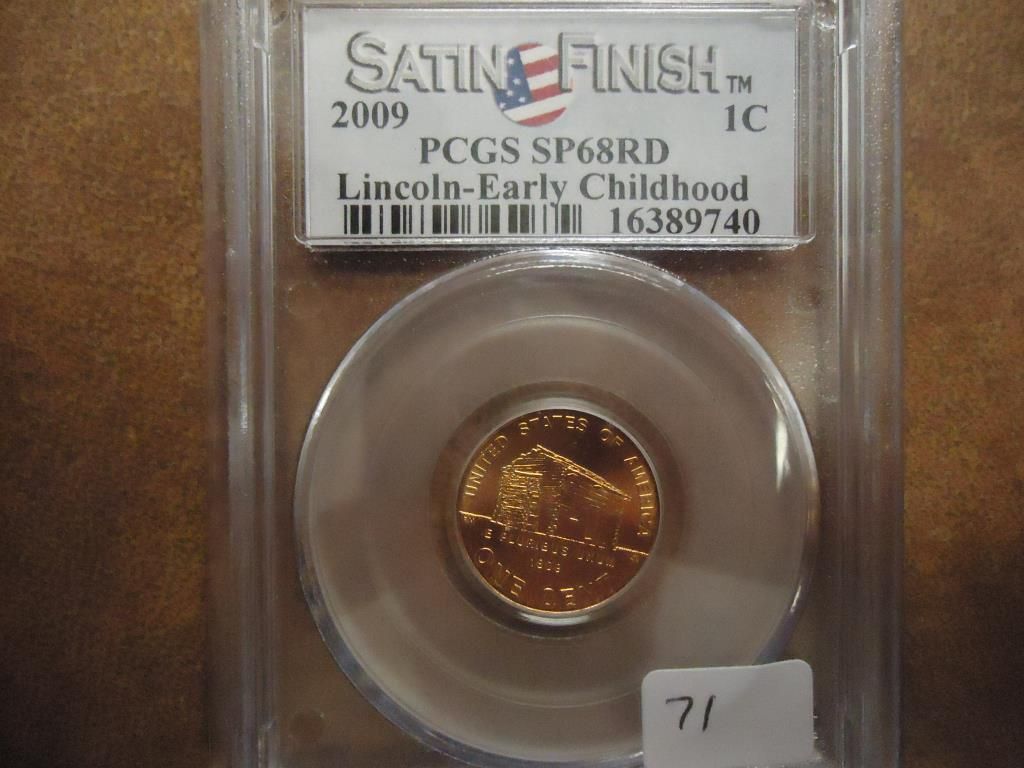 SATIN FINISH™
2009 1C
PCGS SP68RD
Lincoln-Early Childhood
16389740
UNITED STATES OF AMERICA
E PLURIBUS UNUM
1809
ONE CENT
71